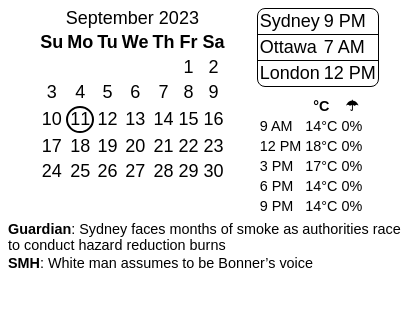 September 2023
Su Mo Tu We Th Fr Sa
1 2
3 4 5 6 7 8 9
10 11 12 13 14 15 16
17 18 19 20 21 22 23
24 25 26 27 28 29 30
Sydney 9 PM
Ottawa 7 AM
London 12 PM
°C ☂
9 AM 14°C 0%
12 PM 18°C 0%
3 PM 17°C 0%
6 PM 14°C 0%
9 PM 14°C 0%
Guardian: Sydney faces months of smoke as authorities race
to conduct hazard reduction burns
SMH: White man assumes to be Bonner’s voice